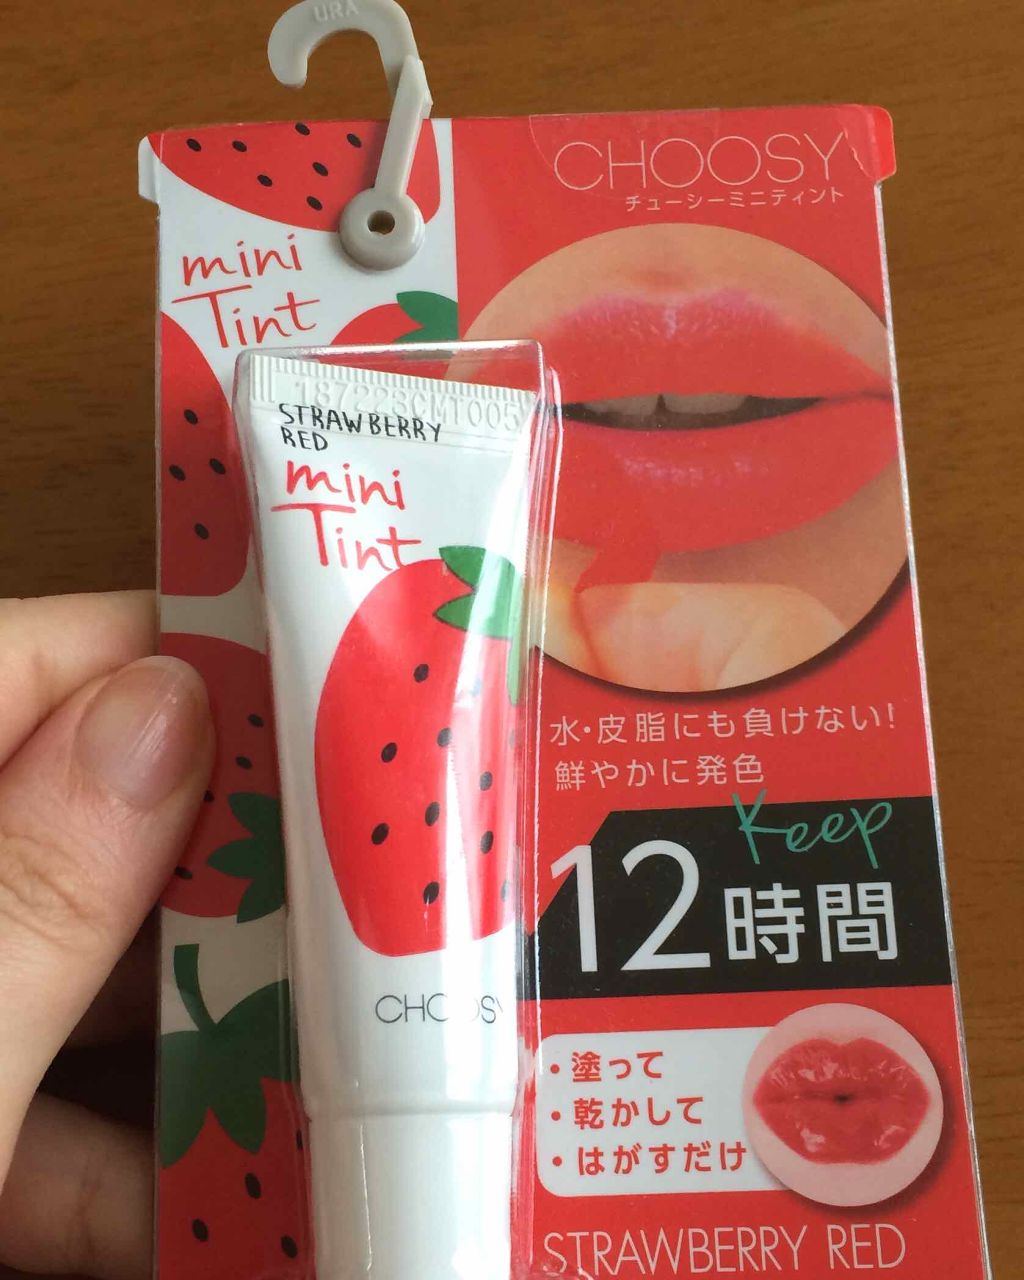 URA
CHOOSY
チューシーミニティント
mini
Tint
187223CMT005
STRAWBERRY
RED
mini
Tint
CHOOSY
水・皮脂にも負けない!
鮮やかに発色
Keep
12時間
・塗って
・乾かして
・はがすだけ
STRAWBERRY RED